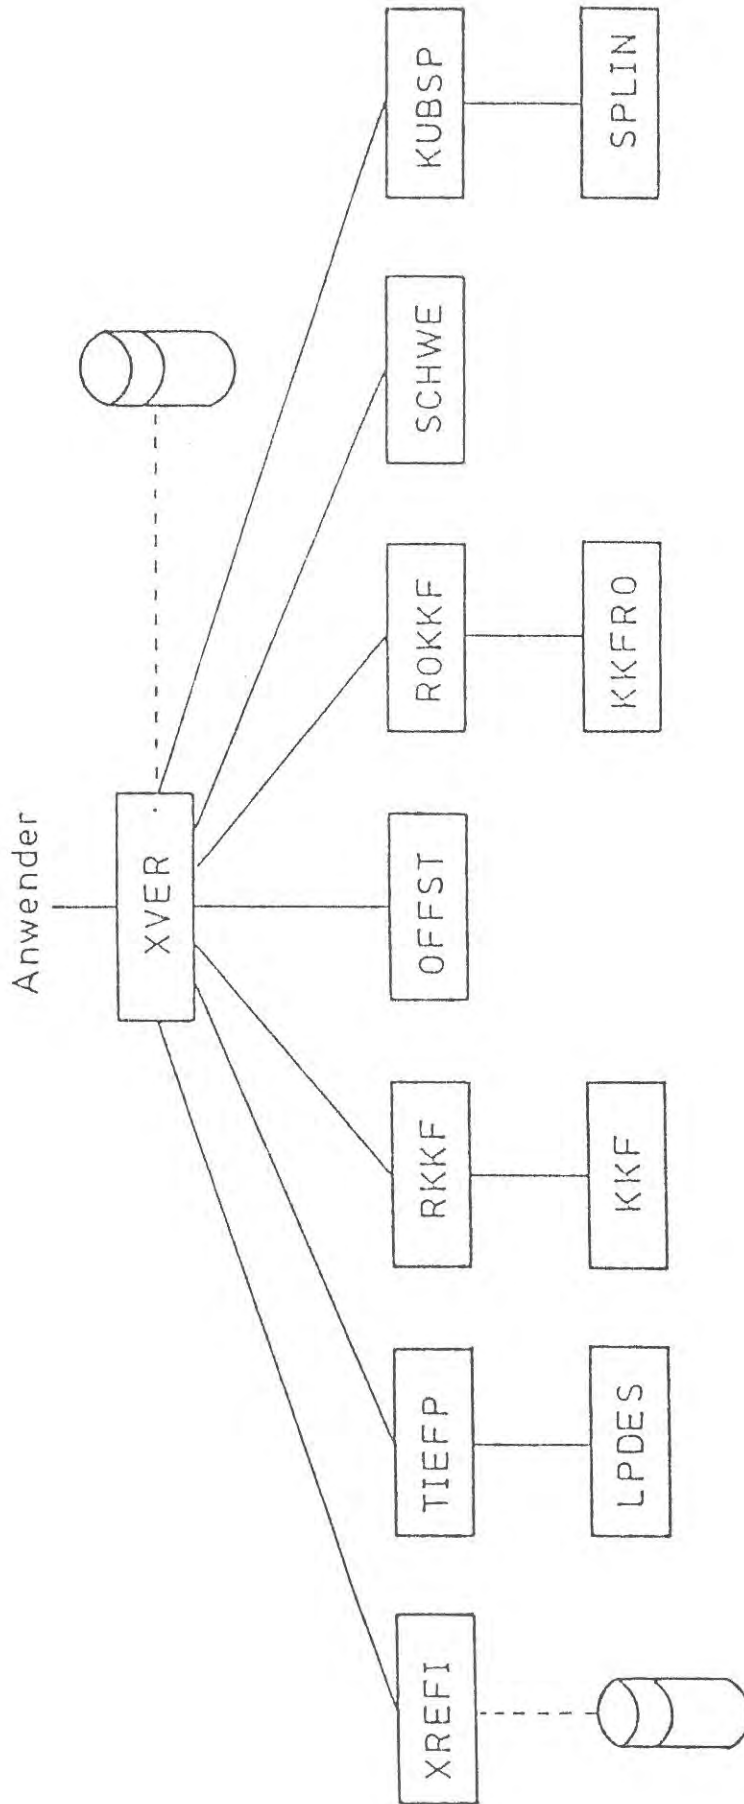 Anwender
XVER
XREFI
TIEFP
RKKF
OFFST
ROKKF
SCHWE
KUBSP
LPDES
KKF
KKFRO
SPLIN